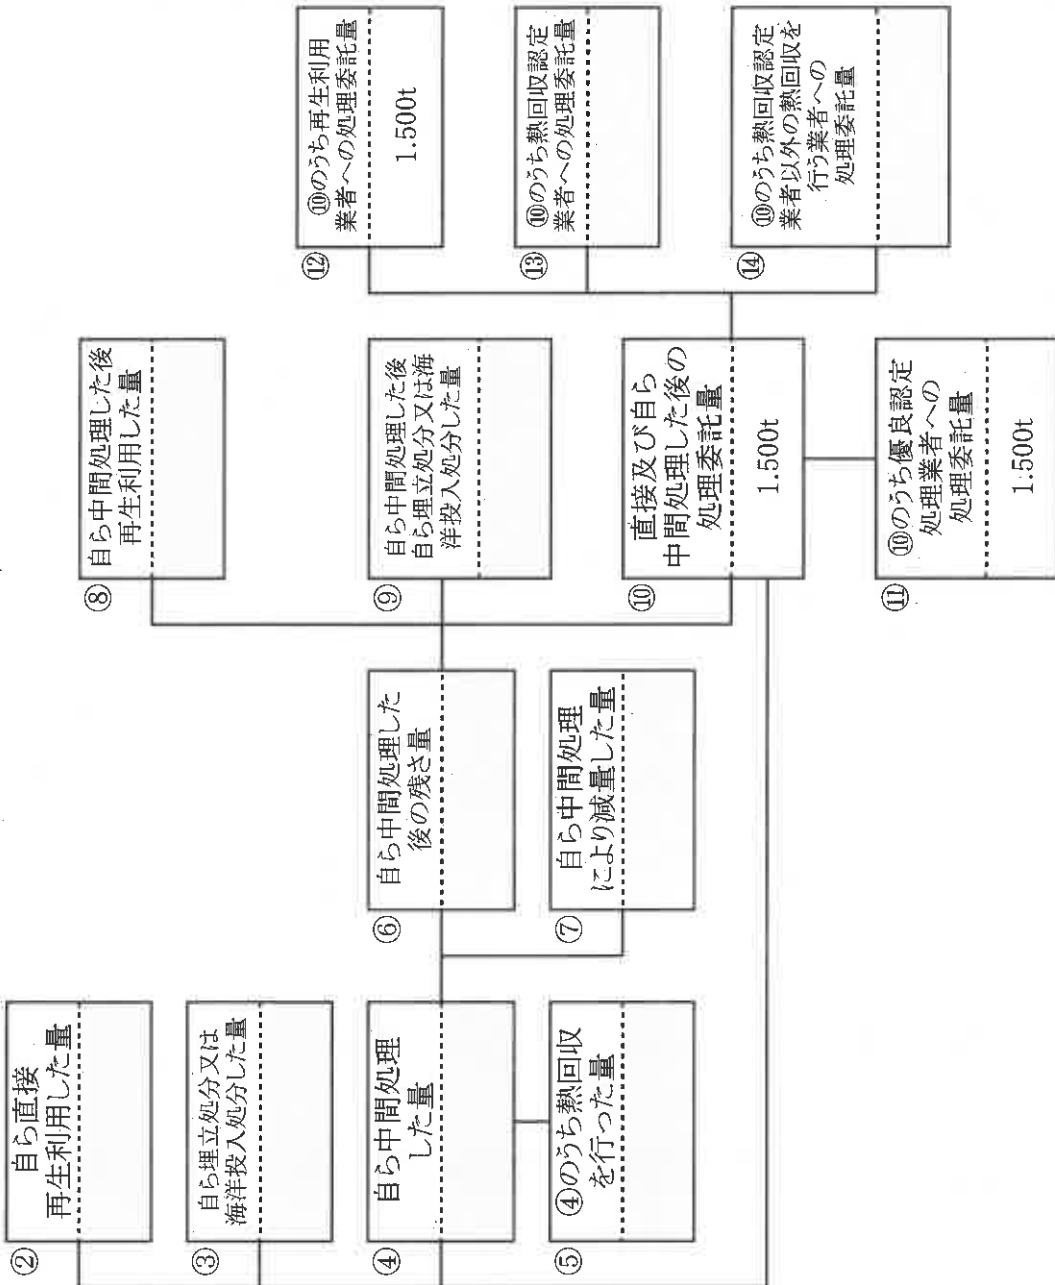 ②
自ら直接
再生利用した量
③
自ら埋立処分又は
海洋投入処分した量
④
自ら中間処理
した量
⑤
④のうち熱回収
を行った量
⑥
自ら中間処理した
後の残さ量
⑦
自ら中間処理
により減量した量
⑧
自ら中間処理した後
再生利用した量
⑨
自ら中間処理した後
自ら埋立処分又は海
洋投入処分した量
⑩
直接及び自ら
中間処理した後の
処理委託量
1.500t
⑪
⑩のうち優良認定
処理業者への
処理委託量
1.500t
⑫
⑩のうち再生利用
業者への処理委託量
1.500t
⑬
⑩のうち熱回収認定
業者への処理委託量
⑭
⑩のうち熱回収認定
業者以外の熱回収を
行う業者への
処理委託量